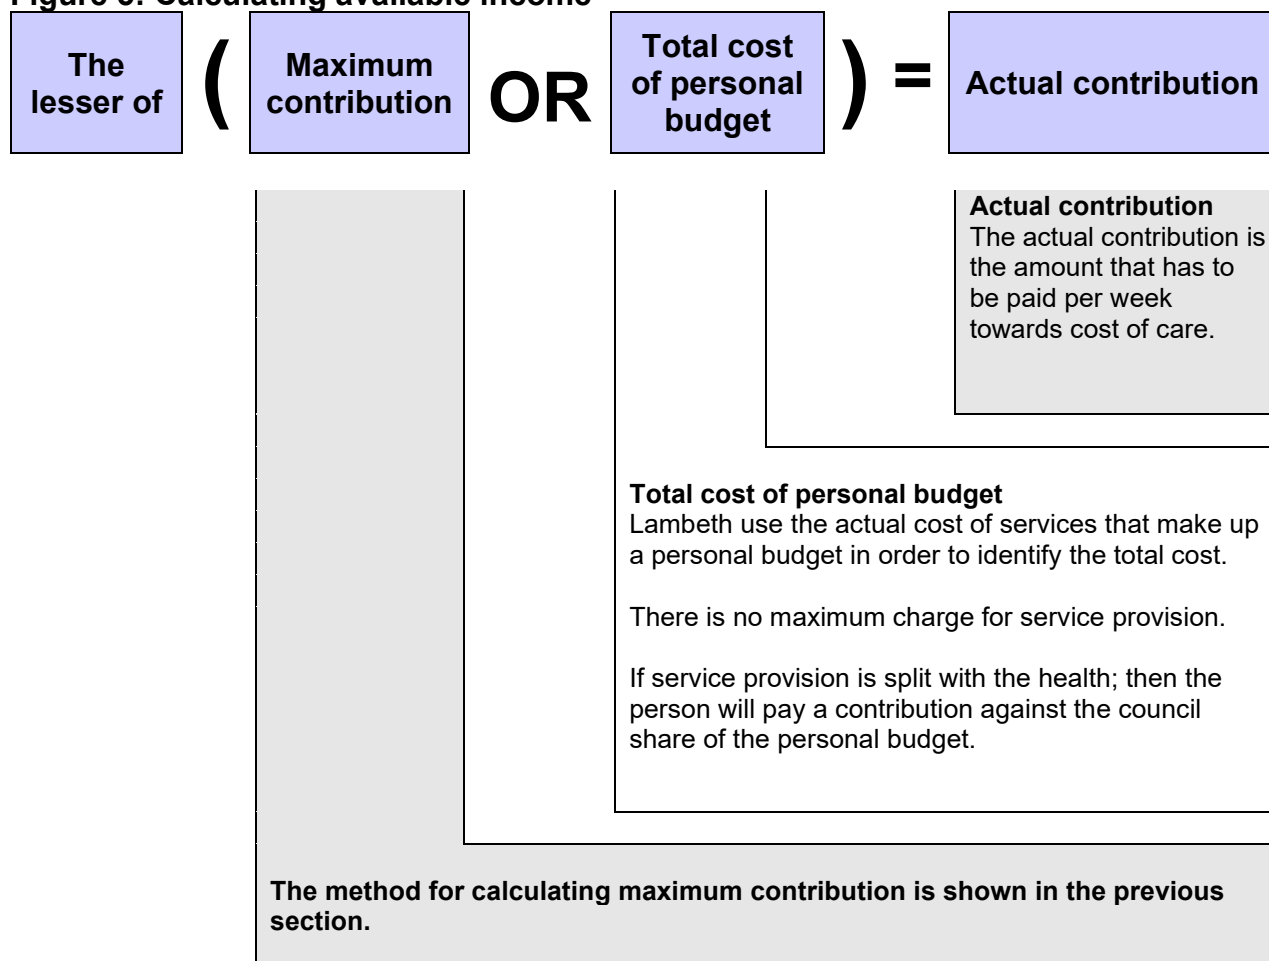 Figure 3: Calculating available income
The
lesser of
(
Maximum
contribution
OR
Total cost
of personal
budget
)
=
Actual contribution
Actual contribution
The actual contribution is
the amount that has to
be paid per week
towards cost of care.
Total cost of personal budget
Lambeth use the actual cost of services that make up
a personal budget in order to identify the total cost.
There is no maximum charge for service provision.
If service provision is split with the health; then the
person will pay a contribution against the council
share of the personal budget.
The method for calculating maximum contribution is shown in the previous
section.